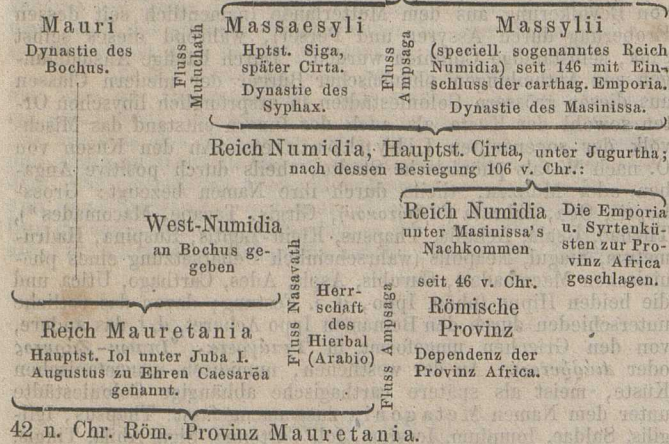 Mauri
Dynastie des
Bochus.
Fluss
Muluchath
Massaesyli
Hptst. Siga,
später Cirta.
Dynastie des
Syphax.
Fluss
Ampsaga
Massylii
(speciell sogenanntes Reich
Numidia) seit 146 mit Ein-
schluss der carthag. Emporia.
Dynastie des Masinissa.
Reich Numidia, Hauptst. Cirta, unter Jugurtha;
nach dessen Besiegung 106 v. Chr.:
West-Numidia
an Bochus ge-
geben
Fluss Nasavath
Herr-
schaft
des
Hierbal
(Arabio)
Fluss Ampsaga
Reich Numidia
unter Masinissa's
Nachkommen
seit 46 v. Chr.
Römische
Provinz
Dependenz der
Provinz Africa.
Die Emporia
u. Syrtenkü-
sten zur Pro-
vinz Africa
geschlagen.
Reich Mauretania
Hauptst. Iol unter Juba I.
Augustus zu Ehren Caesarēa
genannt.
42 n. Chr. Röm. Provinz Mauretania.